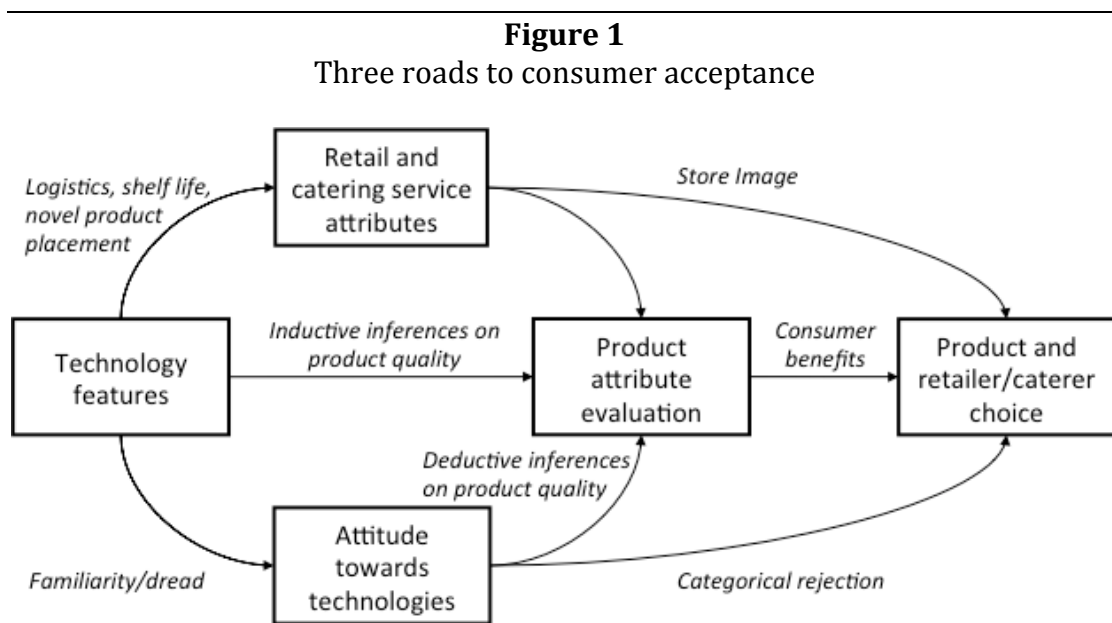 Figure 1
Three roads to consumer acceptance
Retail and
catering service
attributes
Logistics, shelf life,
novel product
placement
Store Image
Technology
features
Inductive inferences on
product quality
Product
attribute
evaluation
Consumer
benefits
Product and
retailer/caterer
choice
Deductive inferences
on product quality
Attitude
towards
technologies
Familiarity/dread
Categorical rejection